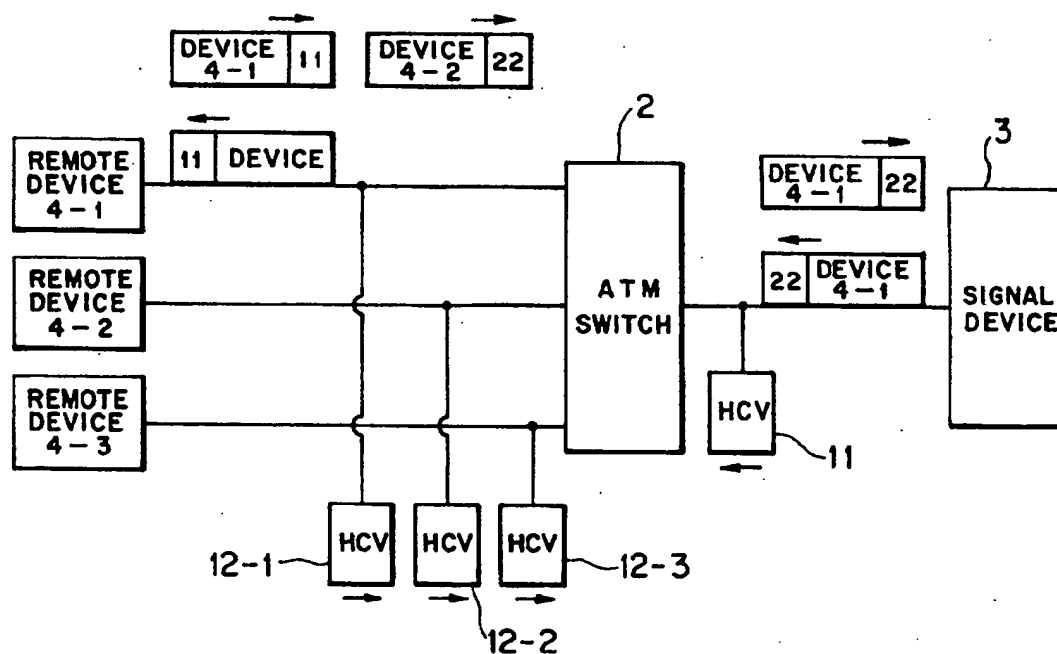 DEVICE
4-1
11
DEVICE
4-2
22
11
DEVICE
REMOTE
DEVICE
4-1
2
3
DEVICE
4-1
22
REMOTE
DEVICE
4-2
ATM
SWITCH
22
DEVICE
4-1
SIGNAL
DEVICE
REMOTE
DEVICE
4-3
HCV
11
HCV
HCV
HCV
12-1
12-2
12-3